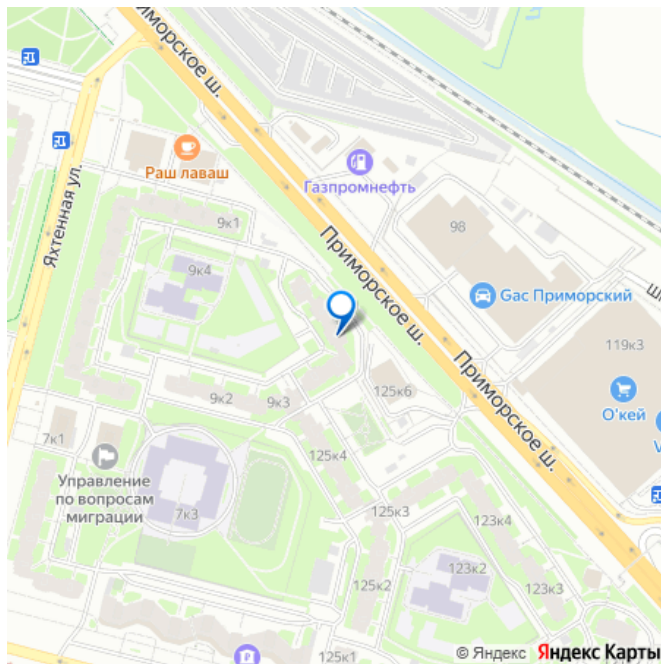 Приморское ш.
Раш лаваш
Газпромнефть
Яхтенная ул.
9к1
98
Приморское ш.
9к4
Gac Приморский
119к3
Приморское ш.
125к6
О'кей
9к2
9к3
7к1
125к4
Управление
по вопросам
миграции
7к3
125к3
123к4
123к2
125к2
123к3
125к1
© Яндекс Яндекс Карты